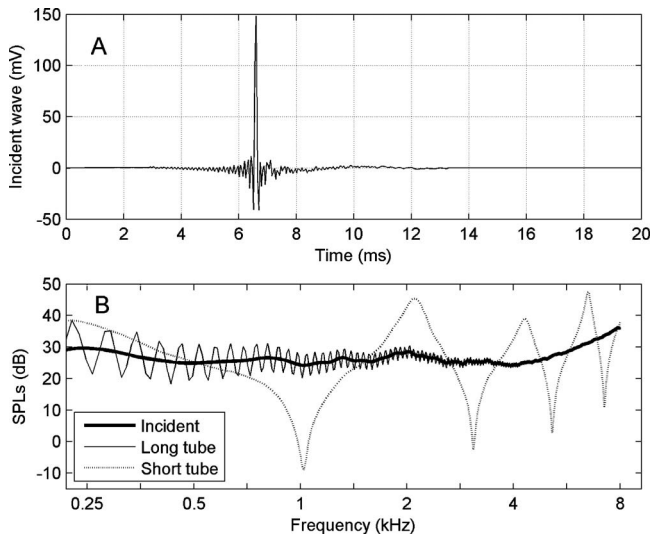 A
Incident wave (mV)
150
100
50
0
-50
0 2 4 6 8 10 12 14 16 18 20
Time (ms)
B
SPLs (dB)
50
40
30
20
10
0
-10
Incident
Long tube
Short tube
0.25 0.5 1 2 4 8
Frequency (kHz)